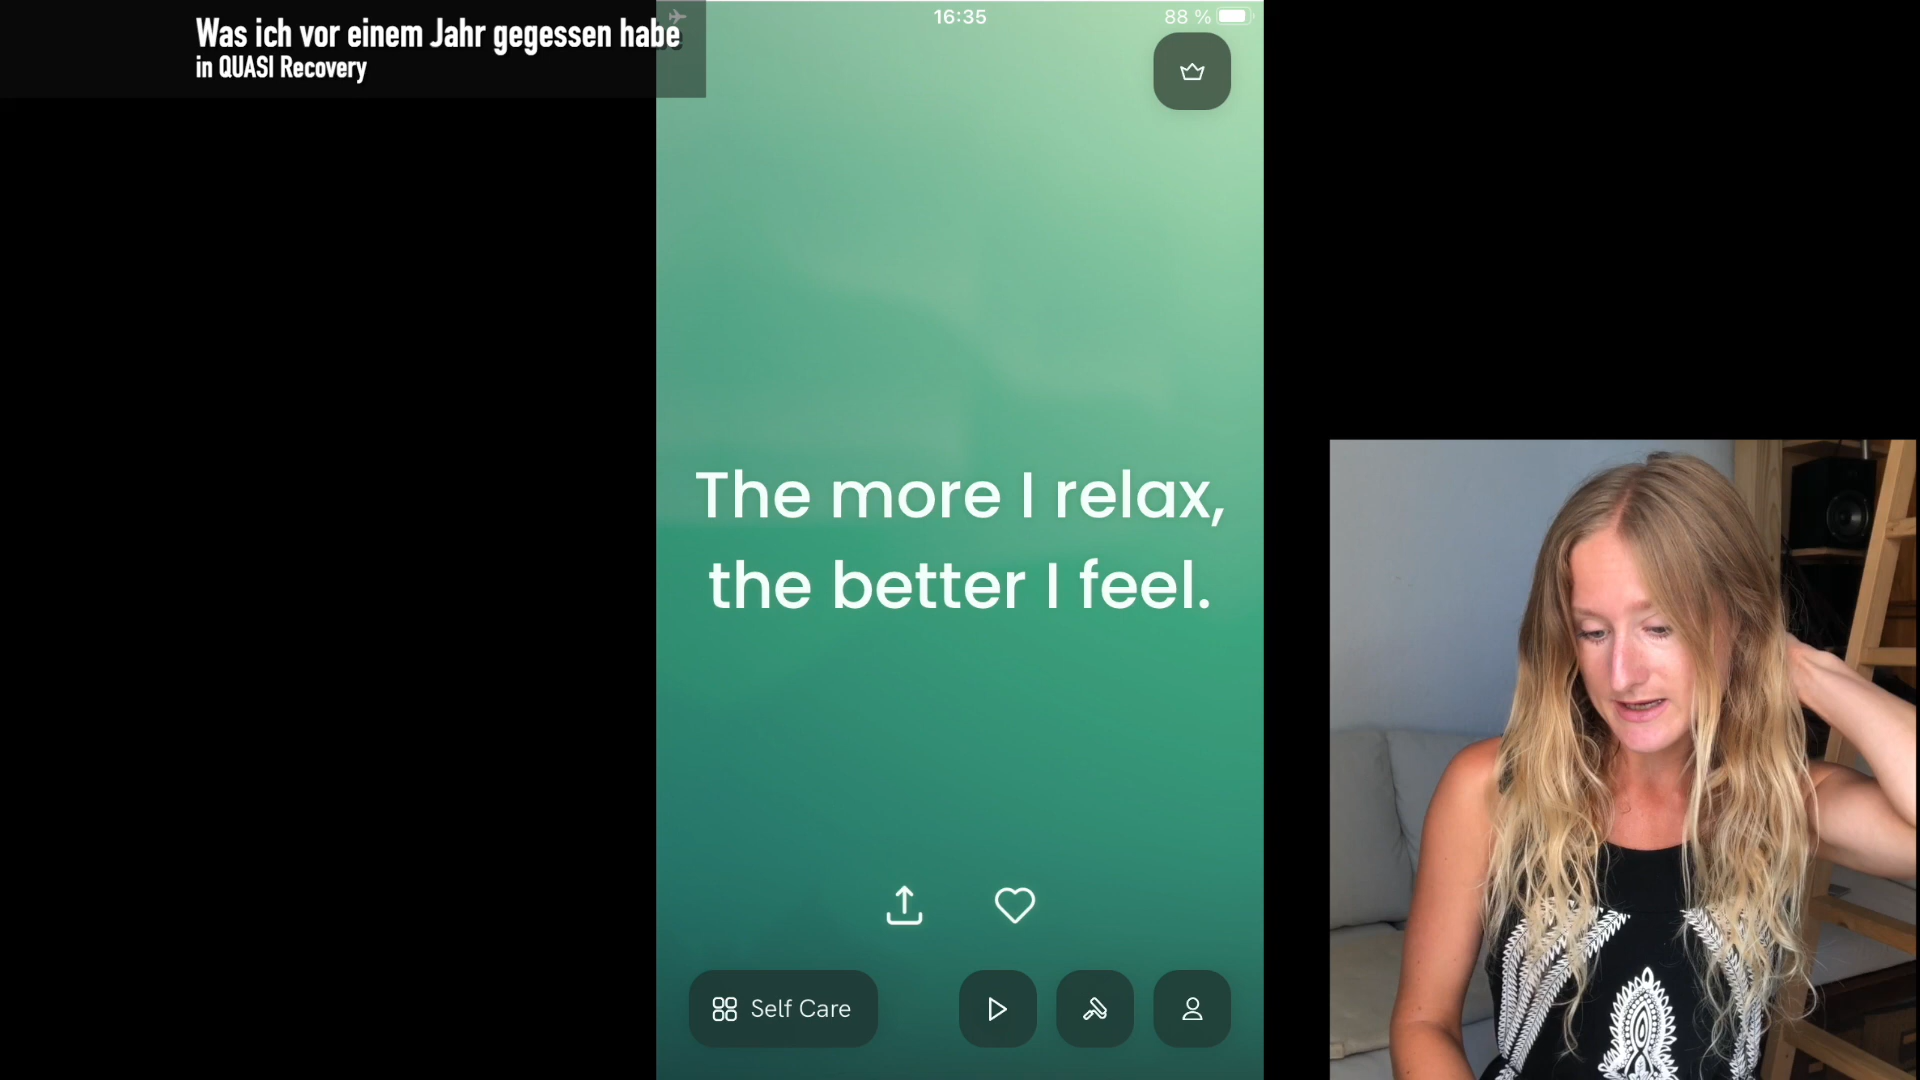 Was ich vor einem Jahr gegessen habe
in QUASI Recovery
16:35
88 %
The more I relax,
the better I feel.
Self Care